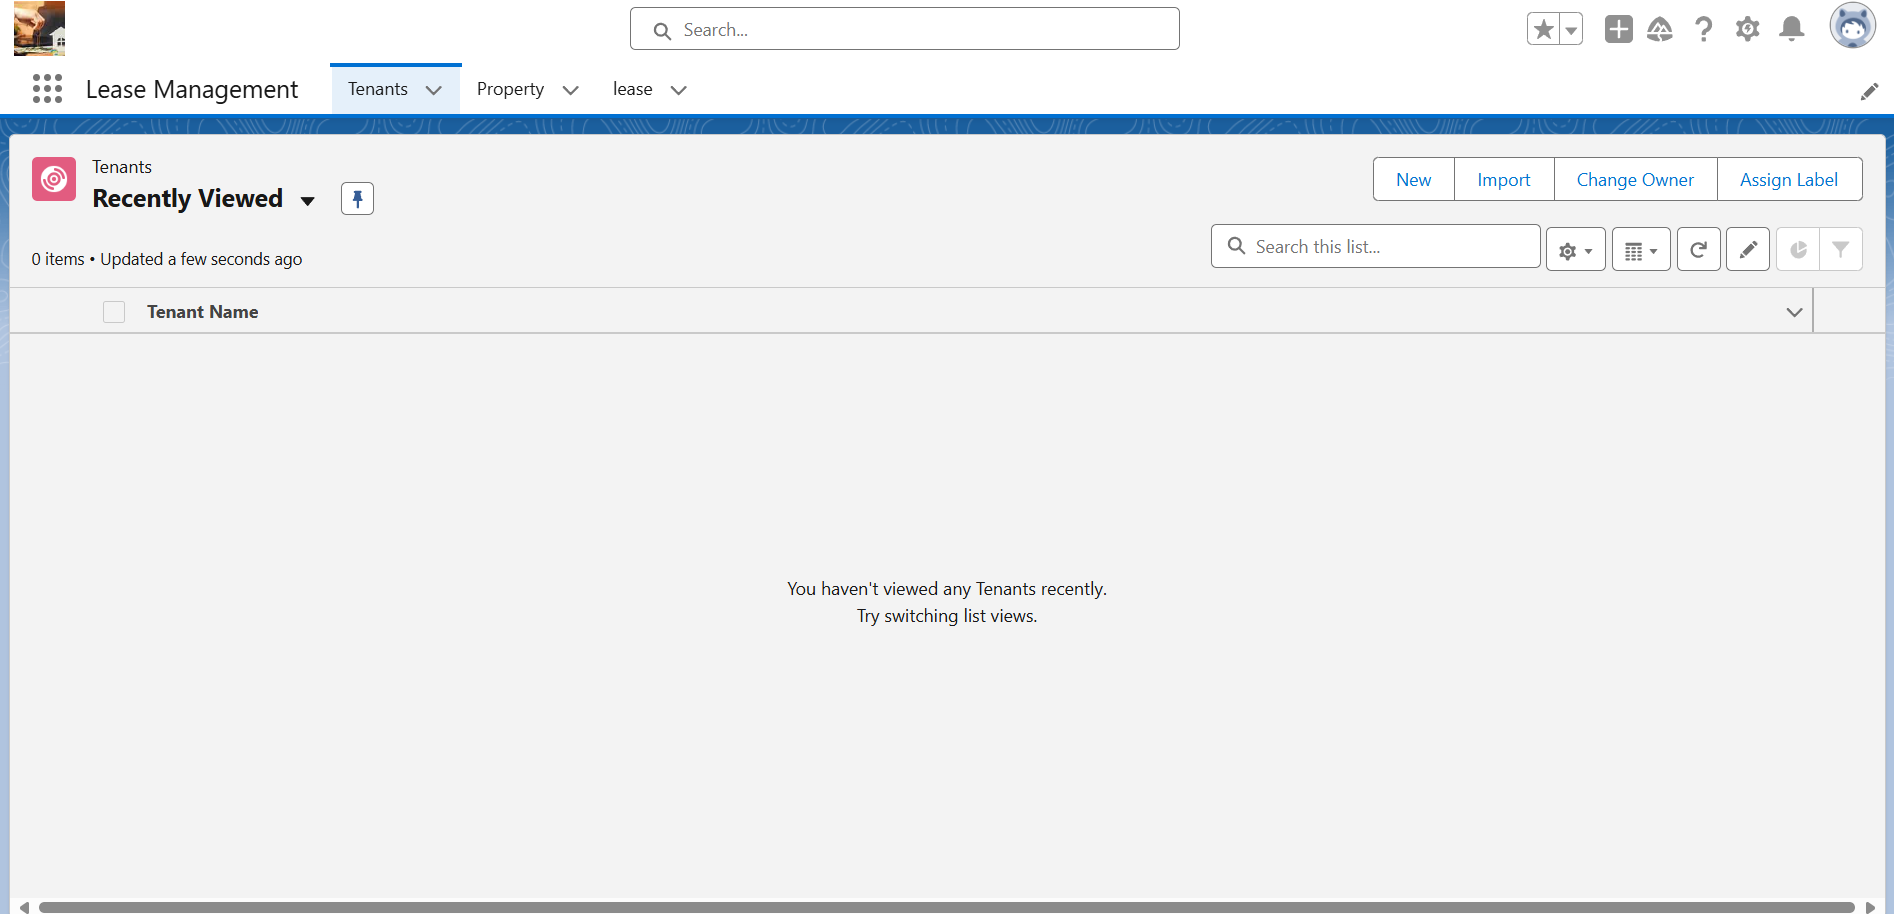 Search...
Lease Management
Tenants
Property
lease
Tenants
Recently Viewed
New
Import
Change Owner
Assign Label
0 items • Updated a few seconds ago
Search this list...
Tenant Name
You haven't viewed any Tenants recently.
Try switching list views.